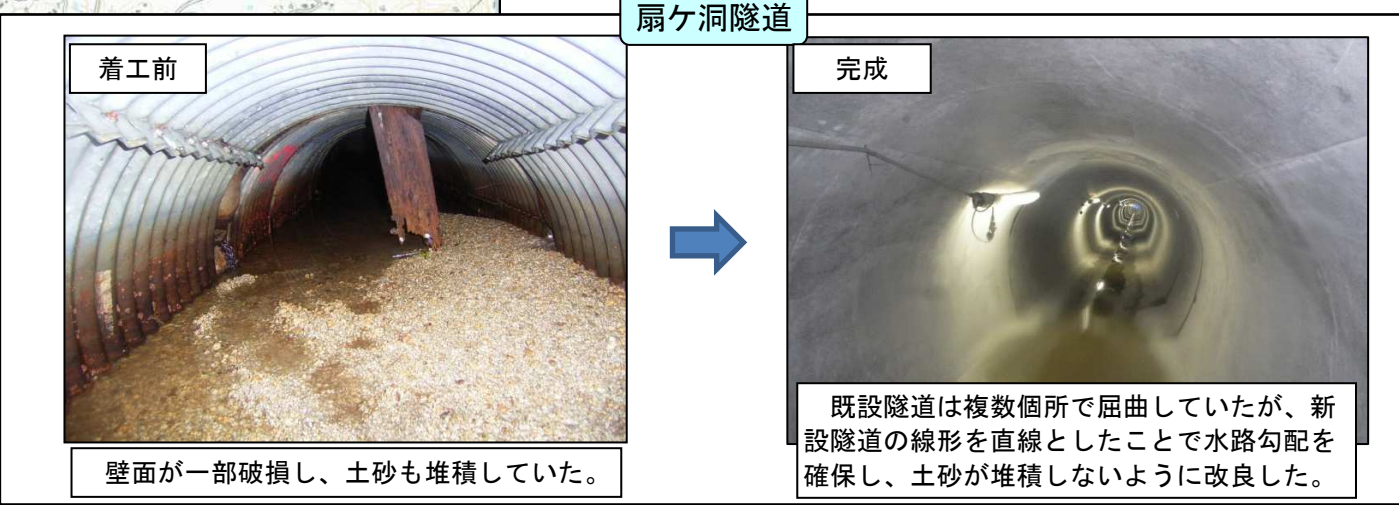 扇ケ洞隧道
着工前
壁面が一部破損し、土砂も堆積していた。
完成
既設隧道は複数個所で屈曲していたが、新
設隧道の線形を直線としたことで水路勾配を
確保し、土砂が堆積しないように改良した。